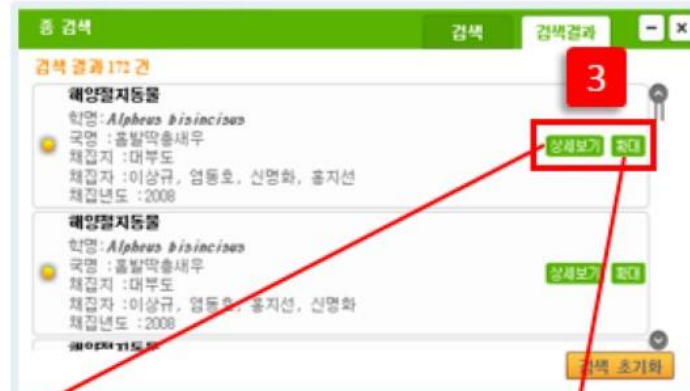 종 검색
검색 검색결과
검색 결과 172 건
3
해양절지동물
학명:Alpheus bisincisus
국명 :홈발딱총새우
채집지 :대부도
채집자 :이상규, 염동호, 신명화, 홍지선
채집년도 :2008
상세보기 확대
해양절지동물
학명:Alpheus bisincisus
국명 :홈발딱총새우
채집지 :대부도
채집자 :이상규, 염동호, 홍지선, 신명화
채집년도 :2008
상세보기 확대
해양절지동물
검색 초기화